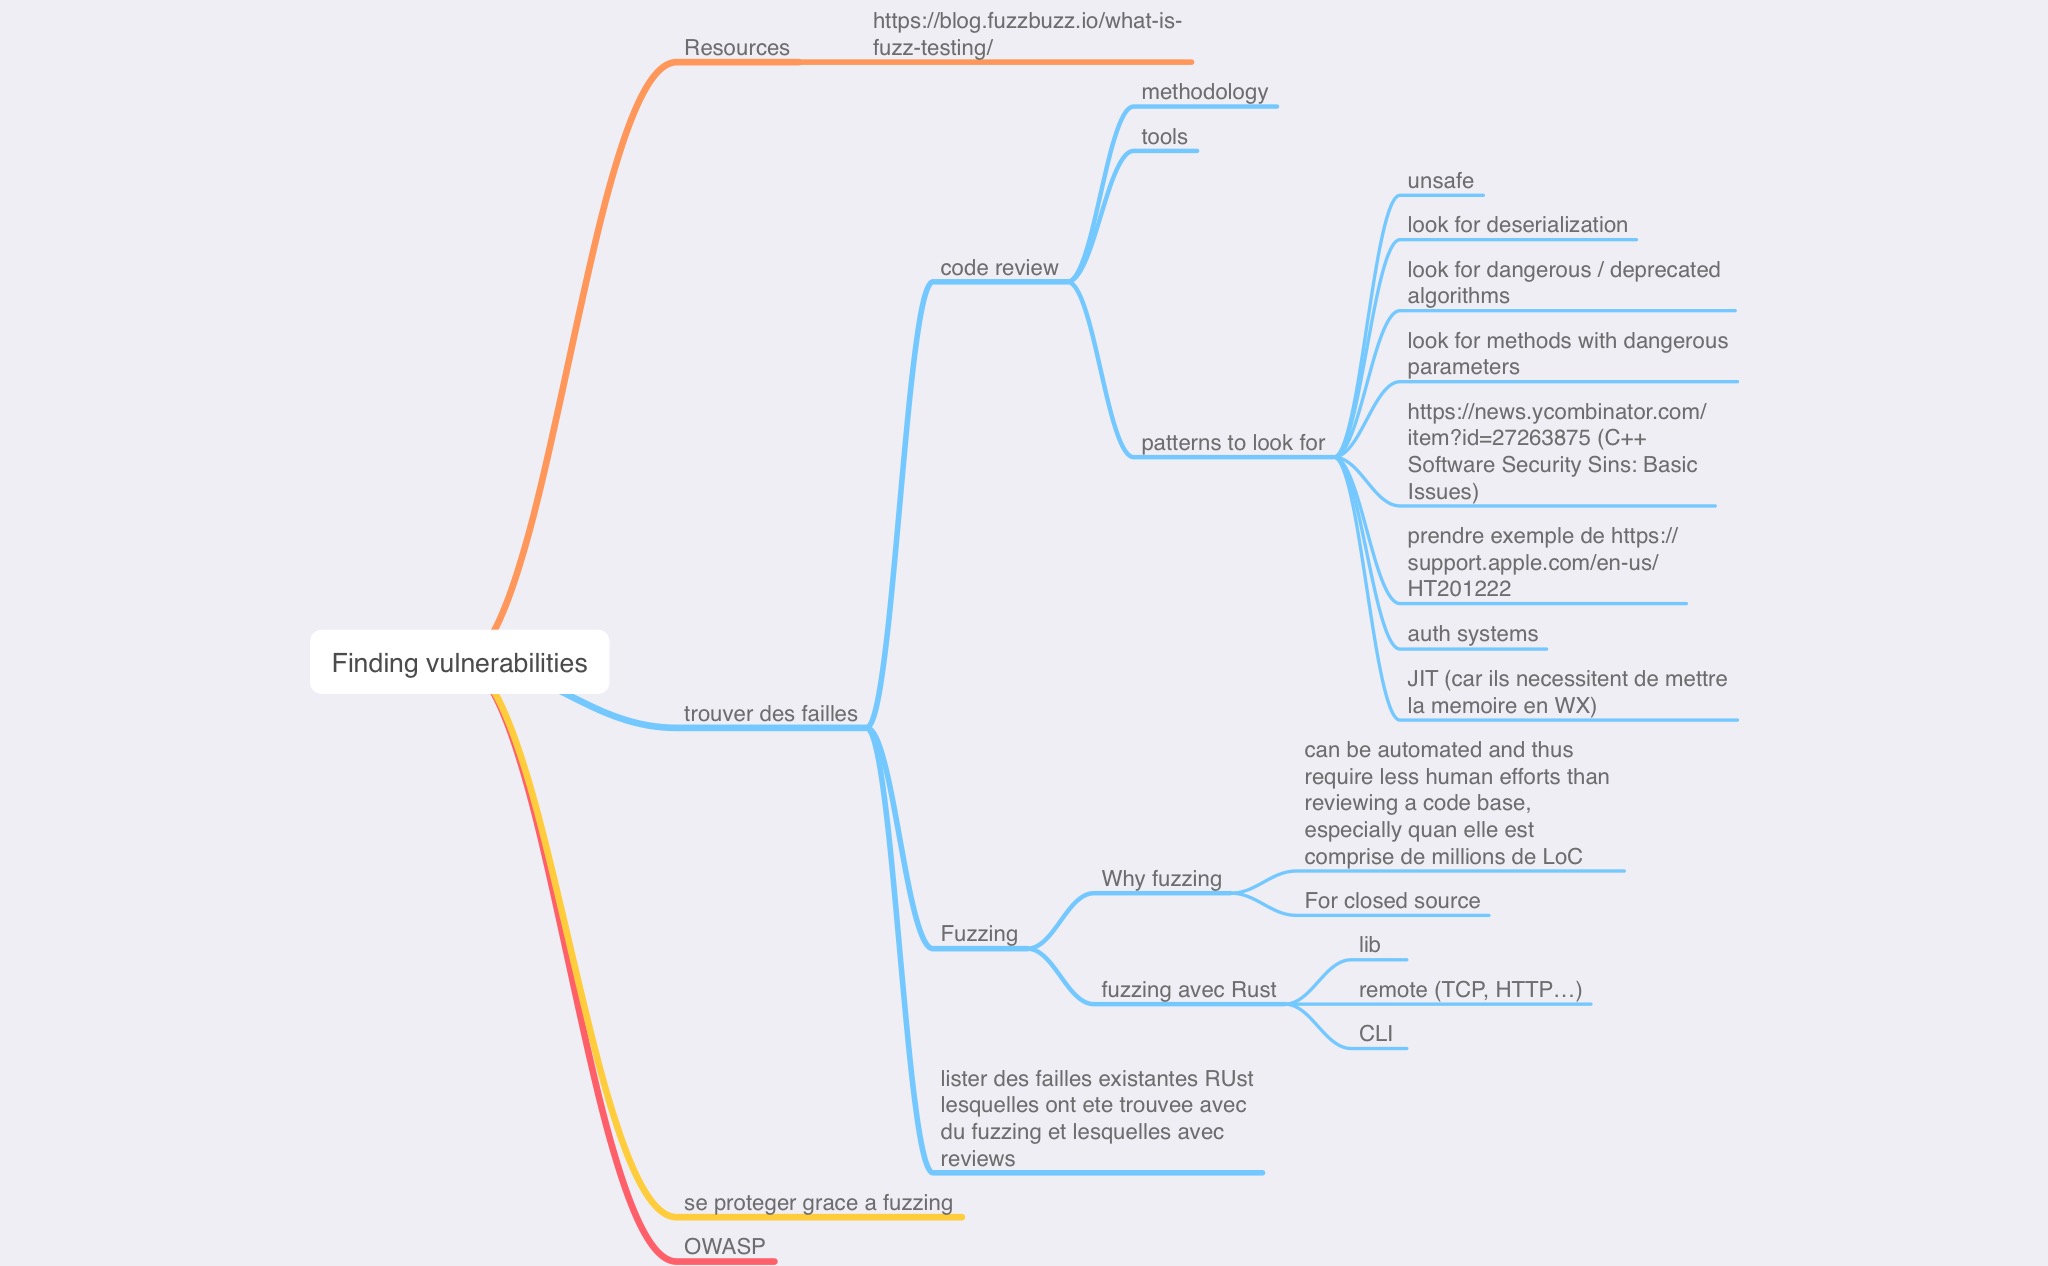 https://blog.fuzzbuzz.io/what-is-
fuzz-testing/
Resources
methodology
tools
unsafe
look for deserialization
code review
look for dangerous / deprecated
algorithms
look for methods with dangerous
parameters
https://news.ycombinator.com/
item?id=27263875 (C++
Software Security Sins: Basic
Issues)
patterns to look for
prendre exemple de https://
support.apple.com/en-us/
HT201222
auth systems
JIT (car ils necessitent de mettre
la memoire en WX)
Finding vulnerabilities
trouver des failles
can be automated and thus
require less human efforts than
reviewing a code base,
especially quan elle est
comprise de millions de LoC
Why fuzzing
For closed source
Fuzzing
lib
fuzzing avec Rust
remote (TCP, HTTP…)
CLI
lister des failles existantes RUst
lesquelles ont ete trouvee avec
du fuzzing et lesquelles avec
reviews
se proteger grace a fuzzing
OWASP